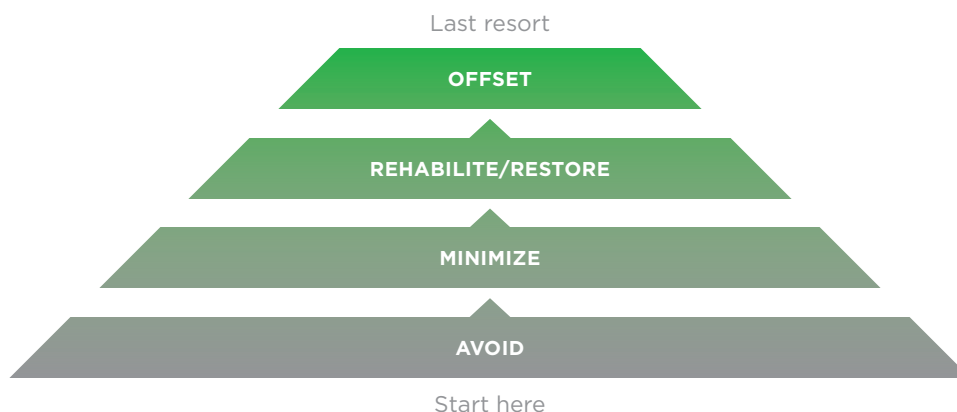 Last resort
OFFSET
REHABILITE/RESTORE
MINIMIZE
AVOID
Start here